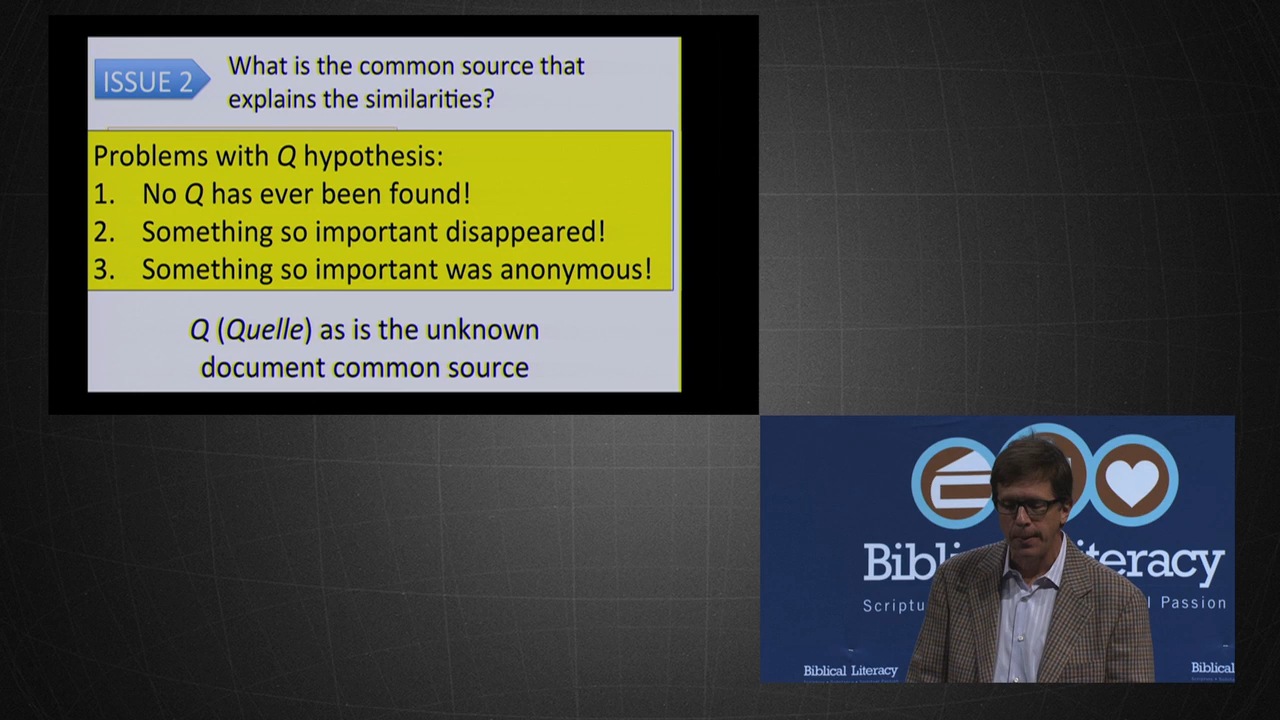 ISSUE 2
What is the common source that
explains the similarities?
Problems with Q hypothesis:
1. No Q has ever been found!
2. Something so important disappeared!
3. Something so important was anonymous!
Q (Quelle) as is the unknown
document common source
Bibl iteracy
Scriptu l Passion
Biblical Literacy
Biblical